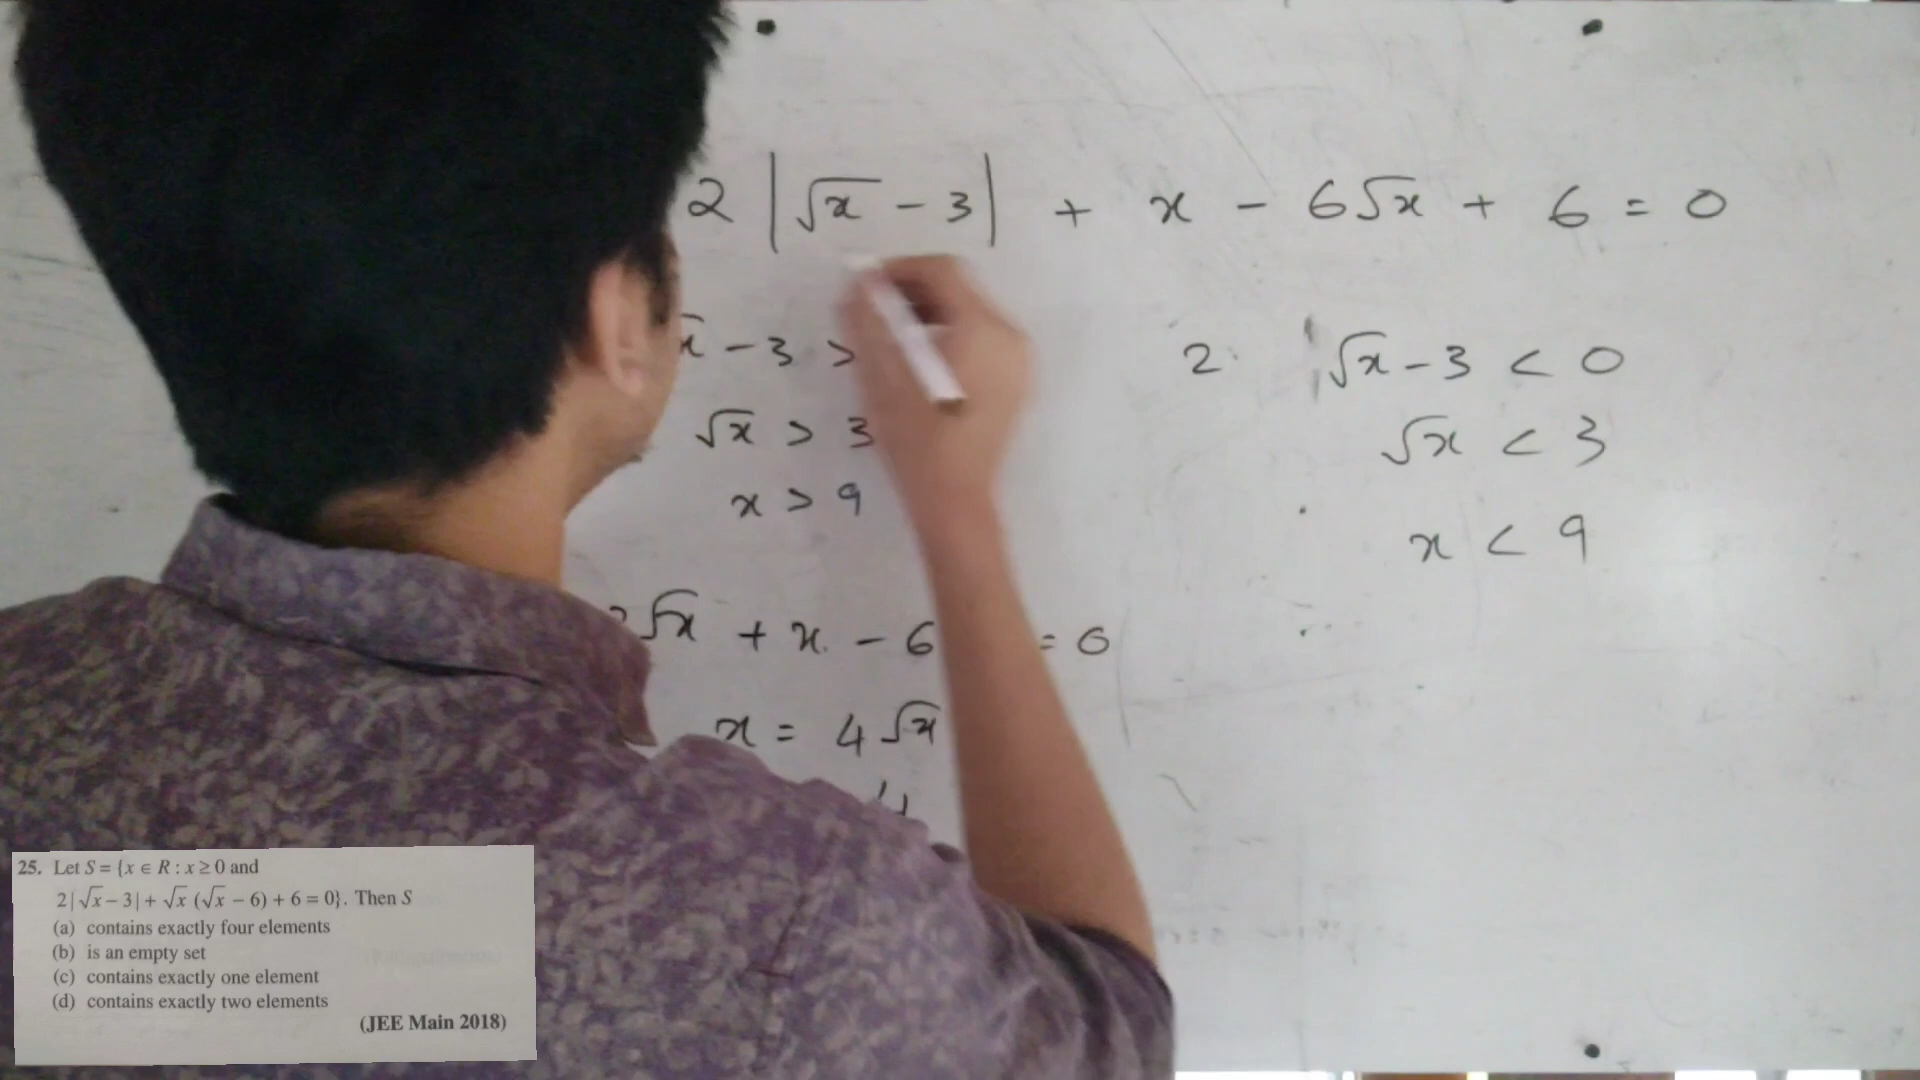 2 |√x - 3| + x - 6√x + 6 = 0
x - 3 >
√x > 3
x > 9
2√x + x - 6 = 0
x = 4√x
4
2. √x - 3 < 0
√x < 3
x < 9
25. Let S = {x ∈ R : x ≥ 0 and
2|√x - 3| + √x (√x - 6) + 6 = 0}. Then S
(a) contains exactly four elements
(b) is an empty set
(c) contains exactly one element
(d) contains exactly two elements
(JEE Main 2018)